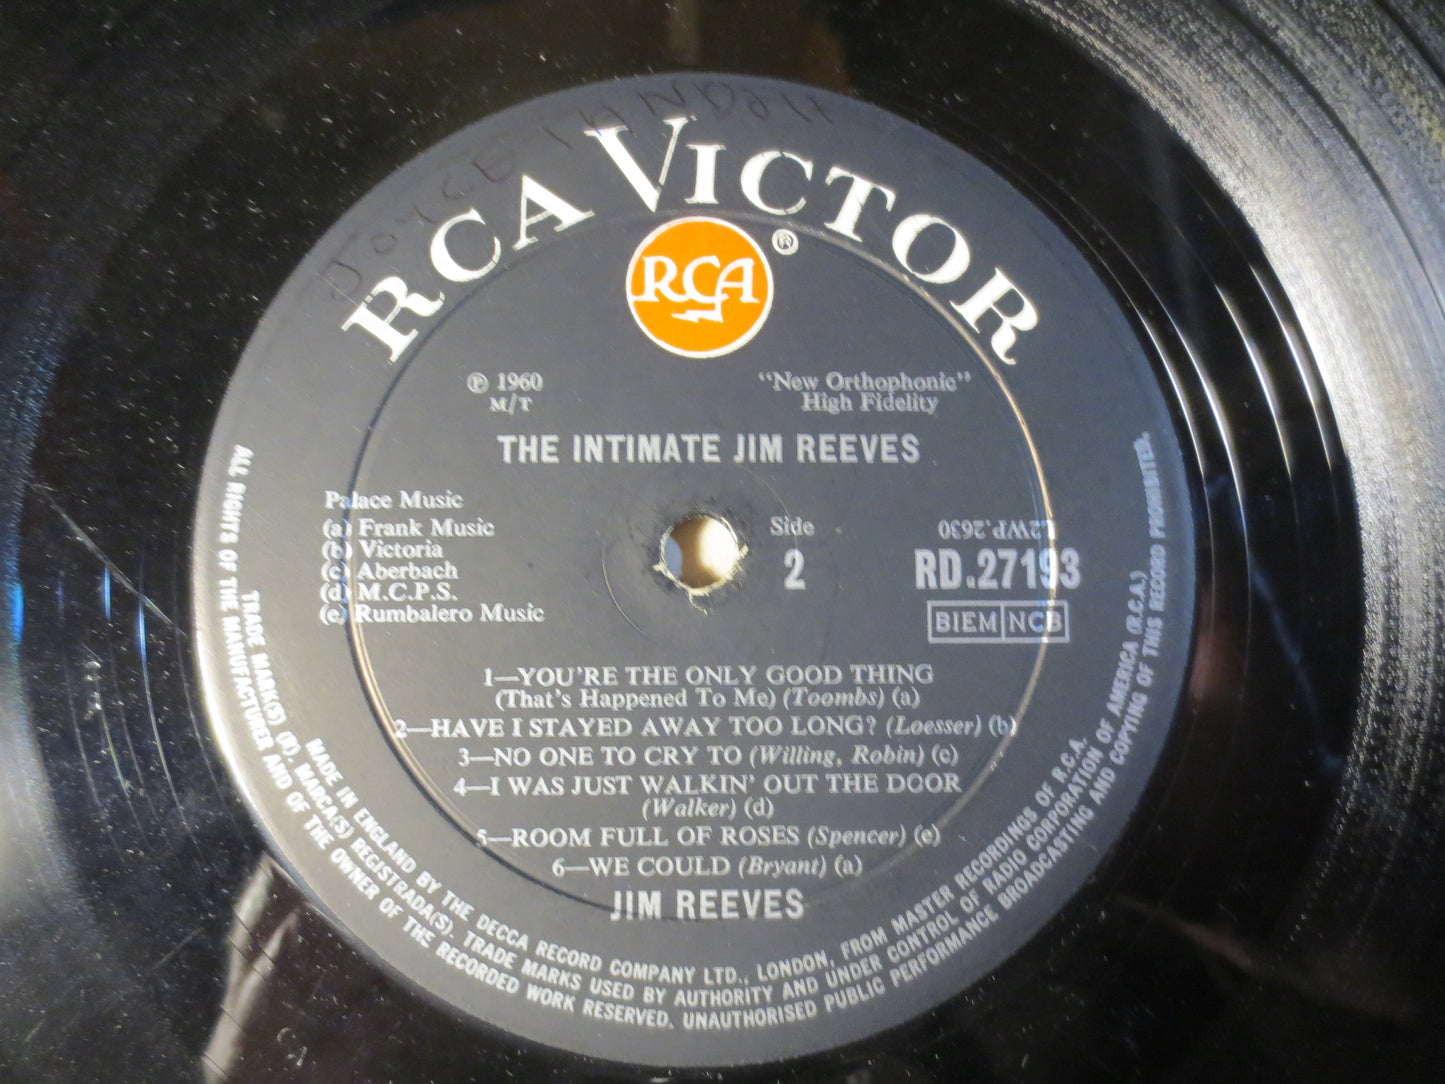 JOYCE
RCA VICTOR
RCA
®
℗ 1960
M/T
"New Orthophonic"
High Fidelity
THE INTIMATE JIM REEVES
Palace Music
(a) Frank Music
(b) Victoria
(c) Aberbach
(d) M.C.P.S.
(e) Rumbalero Music
Side
2
L2WP.2630
RD.27193
BIEM NCB
1—YOU'RE THE ONLY GOOD THING
(That's Happened To Me) (Toombs) (a)
2—HAVE I STAYED AWAY TOO LONG? (Loesser) (b)
3—NO ONE TO CRY TO (Willing, Robin) (c)
4—I WAS JUST WALKIN' OUT THE DOOR
(Walker) (d)
5—ROOM FULL OF ROSES (Spencer) (e)
6—WE COULD (Bryant) (a)
JIM REEVES
MADE IN ENGLAND BY THE DECCA RECORD COMPANY LTD., LONDON, FROM MASTER RECORDINGS OF R.C.A.
TRADE MARK(S) (R), MARCA(S) REGISTRADA(S). TRADE MARKS USED BY AUTHORITY AND UNDER CONTROL OF RADIO CORPORATION OF AMERICA (R.C.A.)
ALL RIGHTS OF THE MANUFACTURER AND OF THE OWNER OF THE RECORDED WORK RESERVED. UNAUTHORISED PUBLIC PERFORMANCE BROADCASTING AND COPYING OF THIS RECORD PROHIBITED.